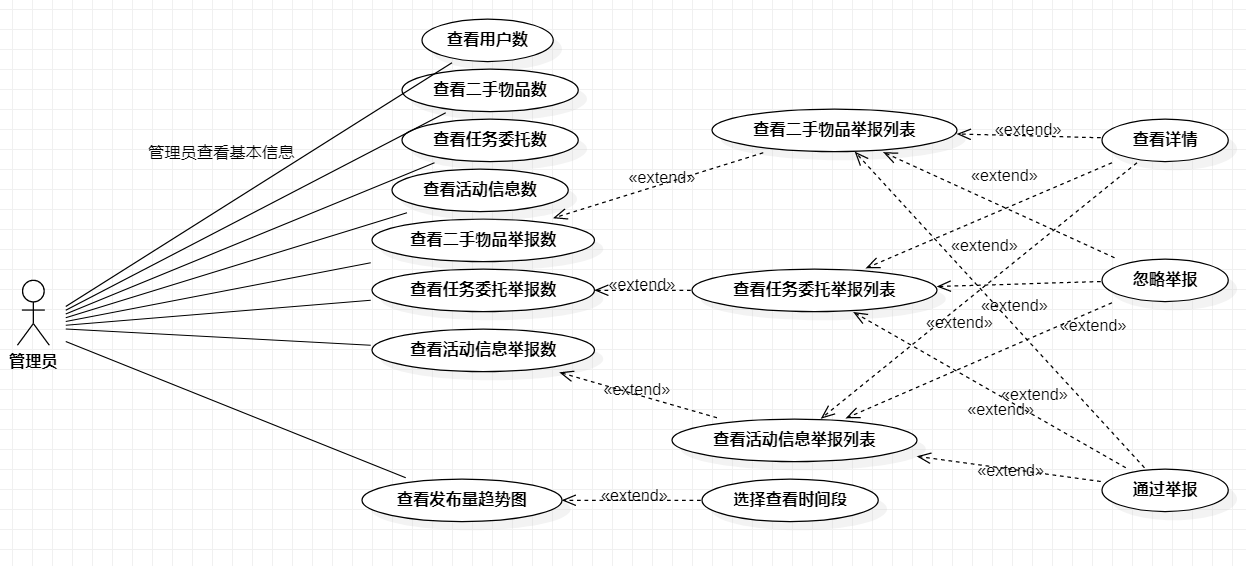 查看用户数
查看二手物品数
查看任务委托数
管理员查看基本信息
查看活动信息数
查看二手物品举报数
查看任务委托举报数
查看活动信息举报数
管理员
查看发布量趋势图
查看二手物品举报列表
查看任务委托举报列表
查看活动信息举报列表
选择查看时间段
查看详情
忽略举报
通过举报
«extend»
«extend»
«extend»
«extend»
«extend»
«extend»
«extend»
«extend»
«extend»
«extend»
«extend»
«extend»
«extend»